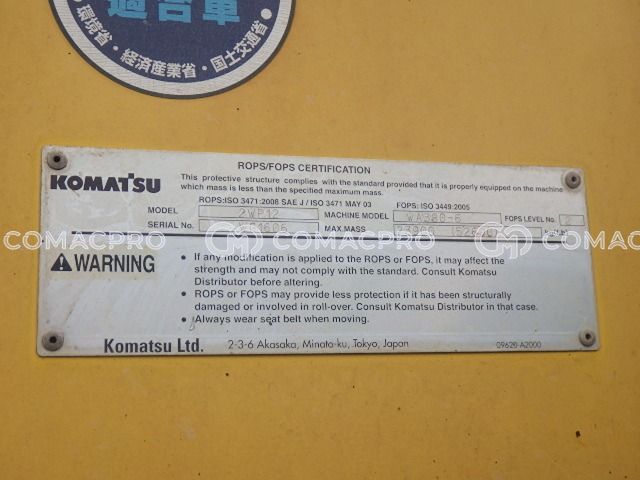 適合車
・環境省・経済産業省・国土交通省・
KOMATSU
ROPS/FOPS CERTIFICATION
This protective structure complies with the standard provided that it is properly equipped on the machine
which mass is less than the specified maximum mass.
ROPS:ISO 3471:2008 SAE J / ISO 3471 MAY 03 FOPS: ISO 3449:2005
MODEL 2WP12 MACHINE MODEL WA380-6 FOPS LEVEL No. 2
SERIAL No. MAX MASS
COMACPRO COMACPRO COMACPRO
WARNING
• If any modification is applied to the ROPS or FOPS, it may affect the
strength and may not comply with the standard. Consult Komatsu
Distributor before altering.
• ROPS or FOPS may provide less protection if it has been structurally
damaged or involved in roll-over. Consult Komatsu Distributor in that case.
• Always wear seat belt when moving.
Komatsu Ltd. 2-3-6 Akasaka, Minato-ku, Tokyo, Japan 09620-A2000